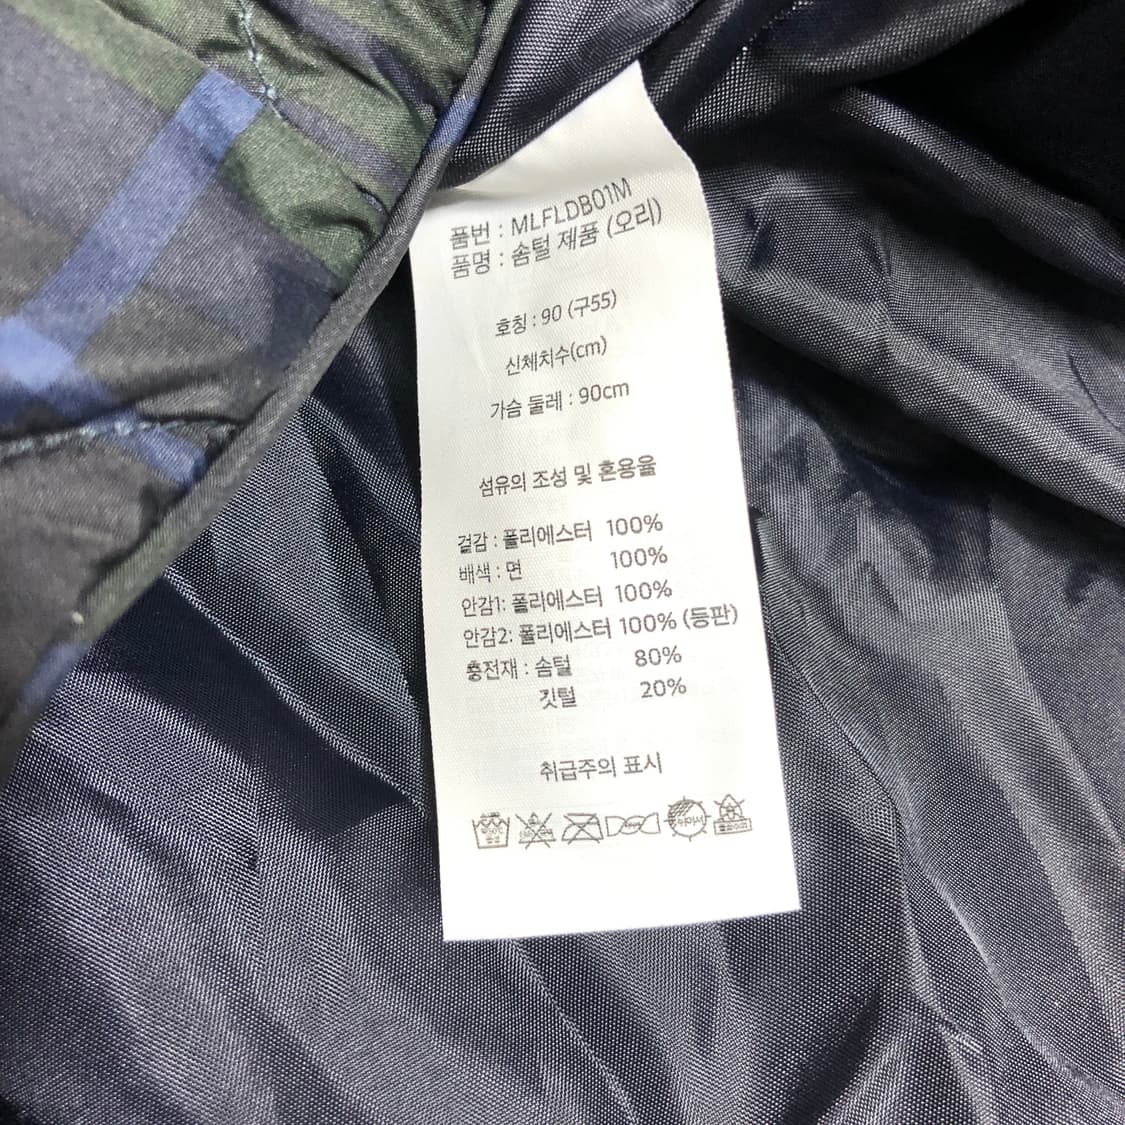 품번 : MLFLDB01M
품명 : 솜털 제품 (오리)
호칭 : 90 (구55)
신체치수(cm)
가슴 둘레 : 90cm
섬유의 조성 및 혼용율
겉감 : 폴리에스터 100%
배색 : 면 100%
안감1: 폴리에스터 100%
안감2: 폴리에스터 100% (등판)
충전재 : 솜털 80%
깃털 20%
취급주의 표시